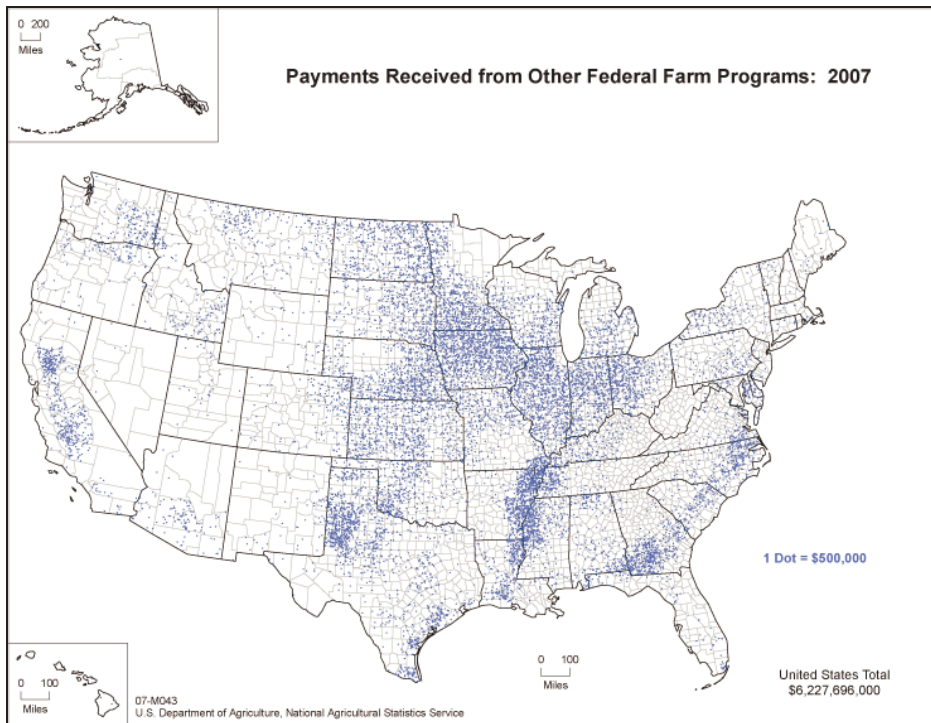 0 200
Miles
Payments Received from Other Federal Farm Programs: 2007
1 Dot = $500,000
0 100
Miles
0 100
Miles
United States Total
$6,227,696,000
07-M043
U.S. Department of Agriculture, National Agricultural Statistics Service